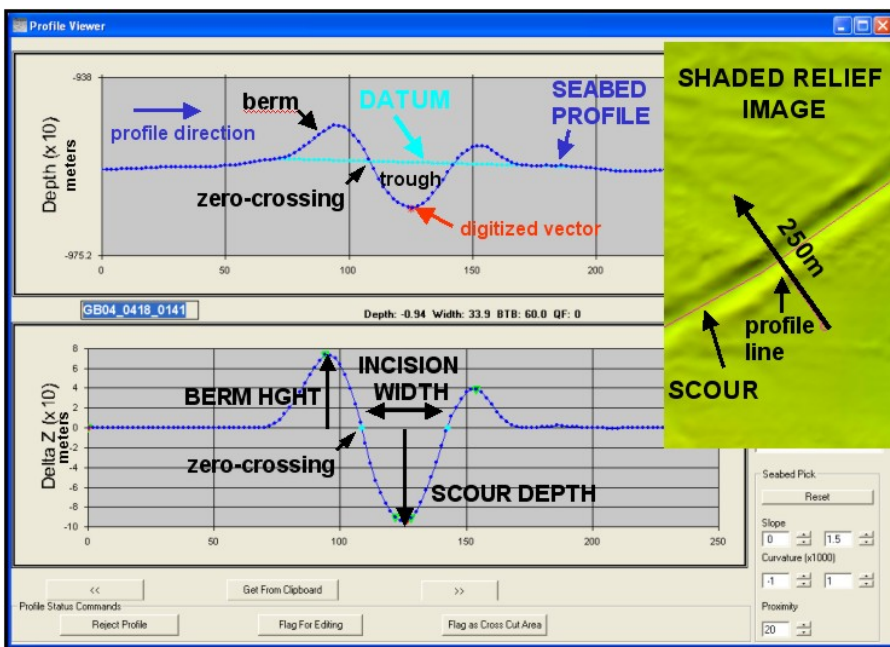 Profile Viewer
-938
berm
DATUM
SEABED
PROFILE
profile direction
Depth (x 10)
meters
zero-crossing
trough
digitized vector
-975.2
0
50
100
150
200
SHADED RELIEF
IMAGE
250m
profile
line
SCOUR
GB04_0418_0141
Depth: -0.94 Width: 33.9 BTB: 60.0 QF: 0
8
6
4
2
0
-2
-4
-6
-8
-10
Delta Z (x 10)
meters
BERM HGHT
INCISION
WIDTH
zero-crossing
SCOUR DEPTH
0
50
100
150
200
250
Seabed Pick
Reset
Slope
0
1.5
Curvature (x1000)
-1
1
Proximity
20
<<
Get From Clipboard
>>
Profile Status Commands
Reject Profile
Flag For Editing
Flag as Cross Cut Area